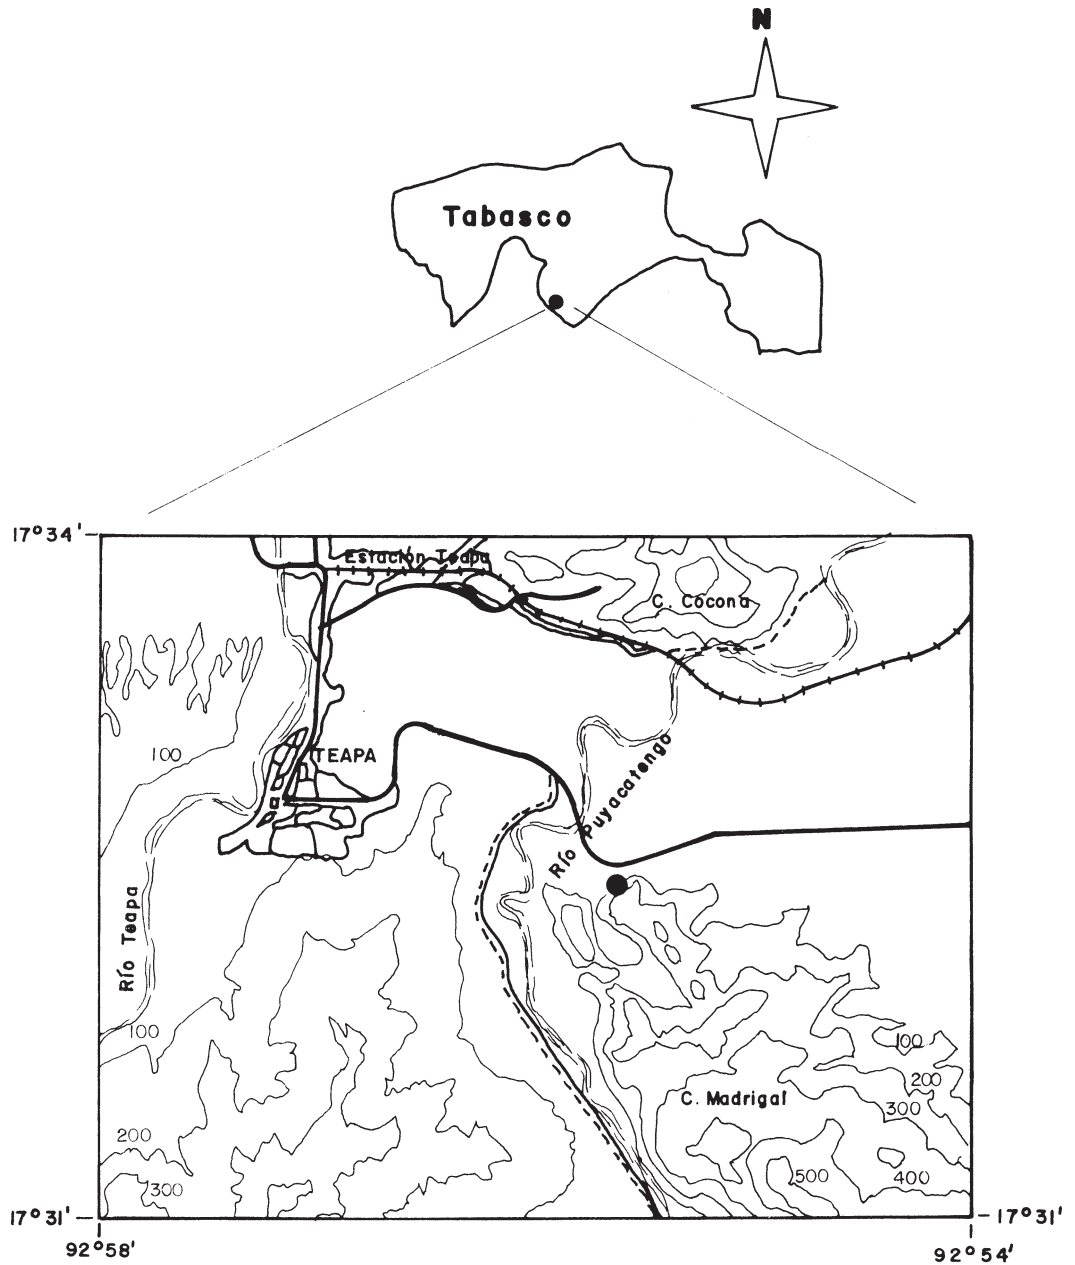 N
Tabasco
17°34'
Estación Teapa
C. Cocona
100
TEAPA
Río Puyacatengo
Río Teapa
100
100
200
C. Madrigal
300
200
300
500
400
17°31'
17°31'
92°58'
92°54'